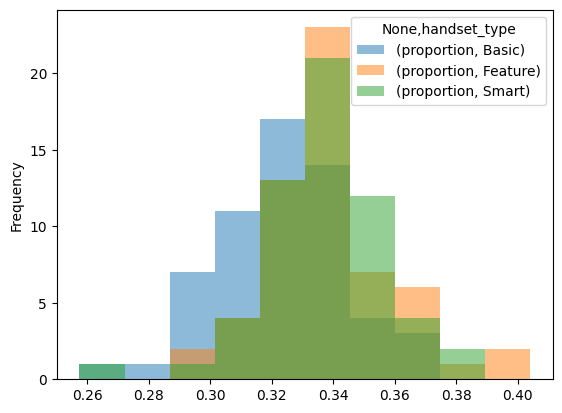 None,handset_type
(proportion, Basic)
(proportion, Feature)
(proportion, Smart)
Frequency
20
15
10
5
0
0.26 0.28 0.30 0.32 0.34 0.36 0.38 0.40